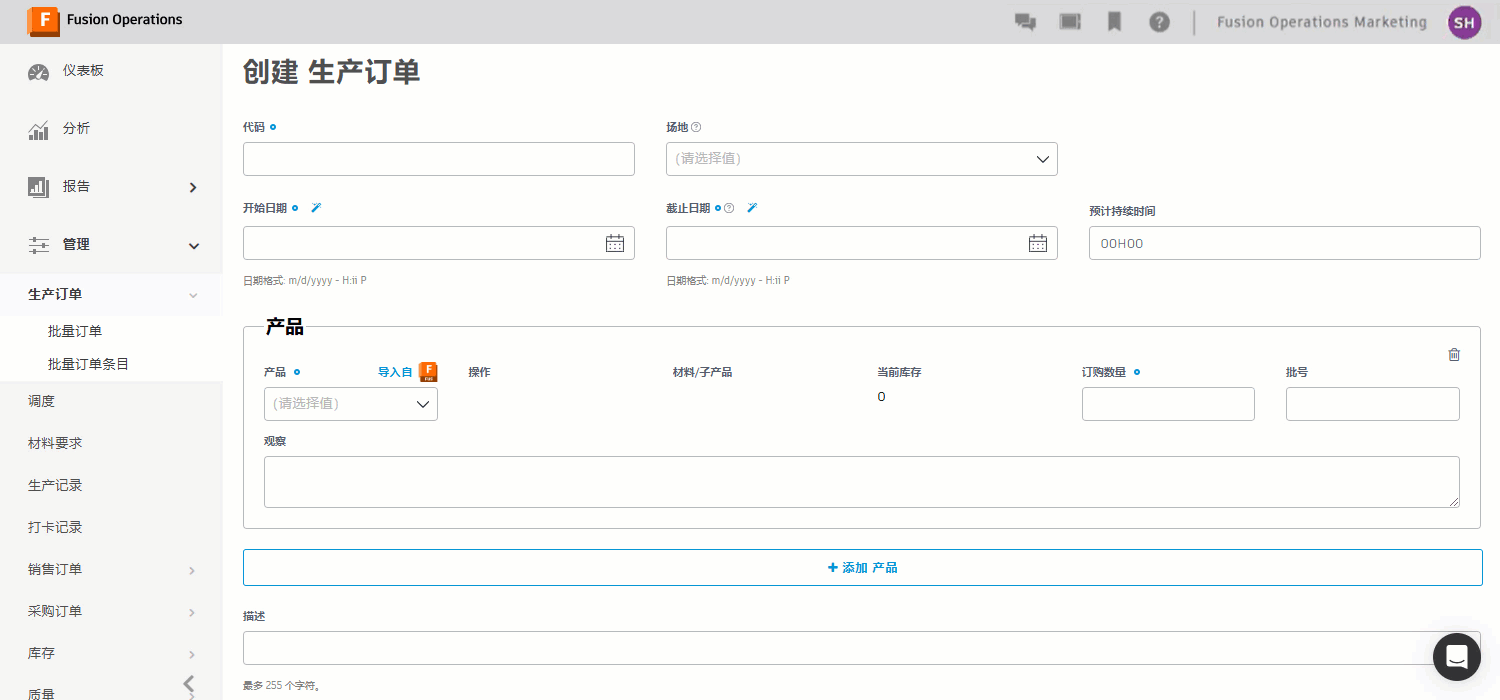 F Fusion Operations
Fusion Operations Marketing SH
仪表板
分析
报告
管理
生产订单
批量订单
批量订单条目
调度
材料要求
生产记录
打卡记录
销售订单
采购订单
库存
质量
创建 生产订单
代码
场地
(请选择值)
开始日期
截止日期
预计持续时间
00H00
日期格式: m/d/yyyy - H:ii P
日期格式: m/d/yyyy - H:ii P
产品
产品 导入自 F 操作 材料/子产品 当前库存 订购数量 批号
(请选择值) 0
观察
+ 添加 产品
描述
最多 255 个字符。